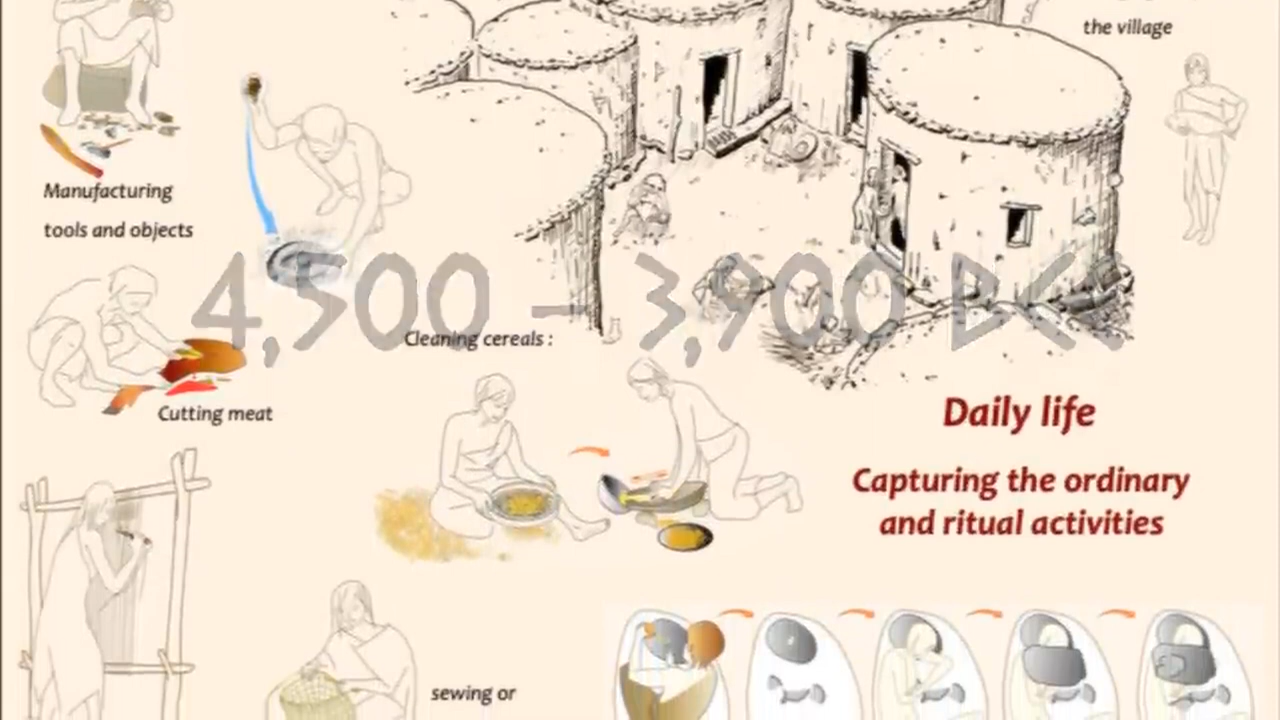 the village
Manufacturing
tools and objects
4,500 – 3,900 BC.
Cleaning cereals :
Cutting meat
Daily life
Capturing the ordinary
and ritual activities
sewing or